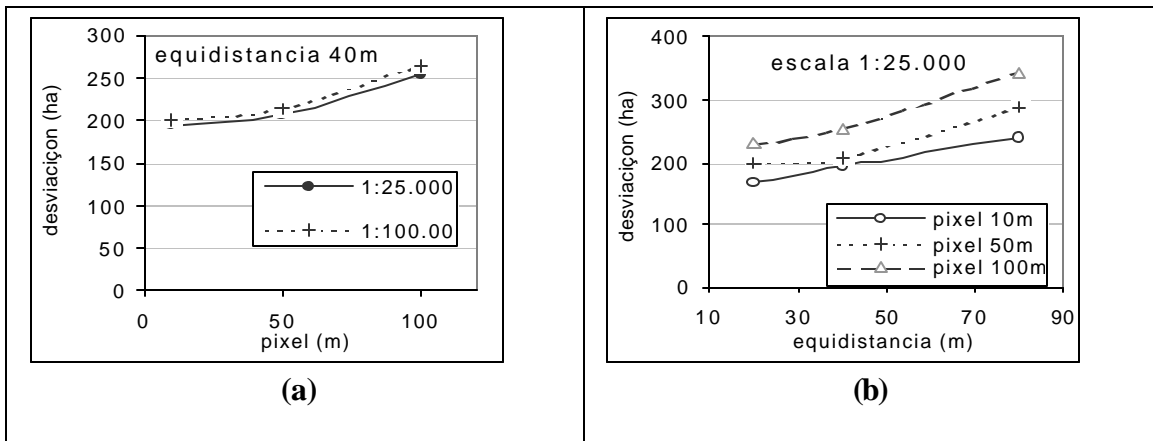 300
250
200
150
100
50
0
desviaciçon (ha)
equidistancia 40m
1:25.000
1:100.00
0 50 100
pixel (m)
(a)
400
300
200
100
0
desviaciçon (ha)
escala 1:25.000
pixel 10m
pixel 50m
pixel 100m
10 30 50 70 90
equidistancia (m)
(b)